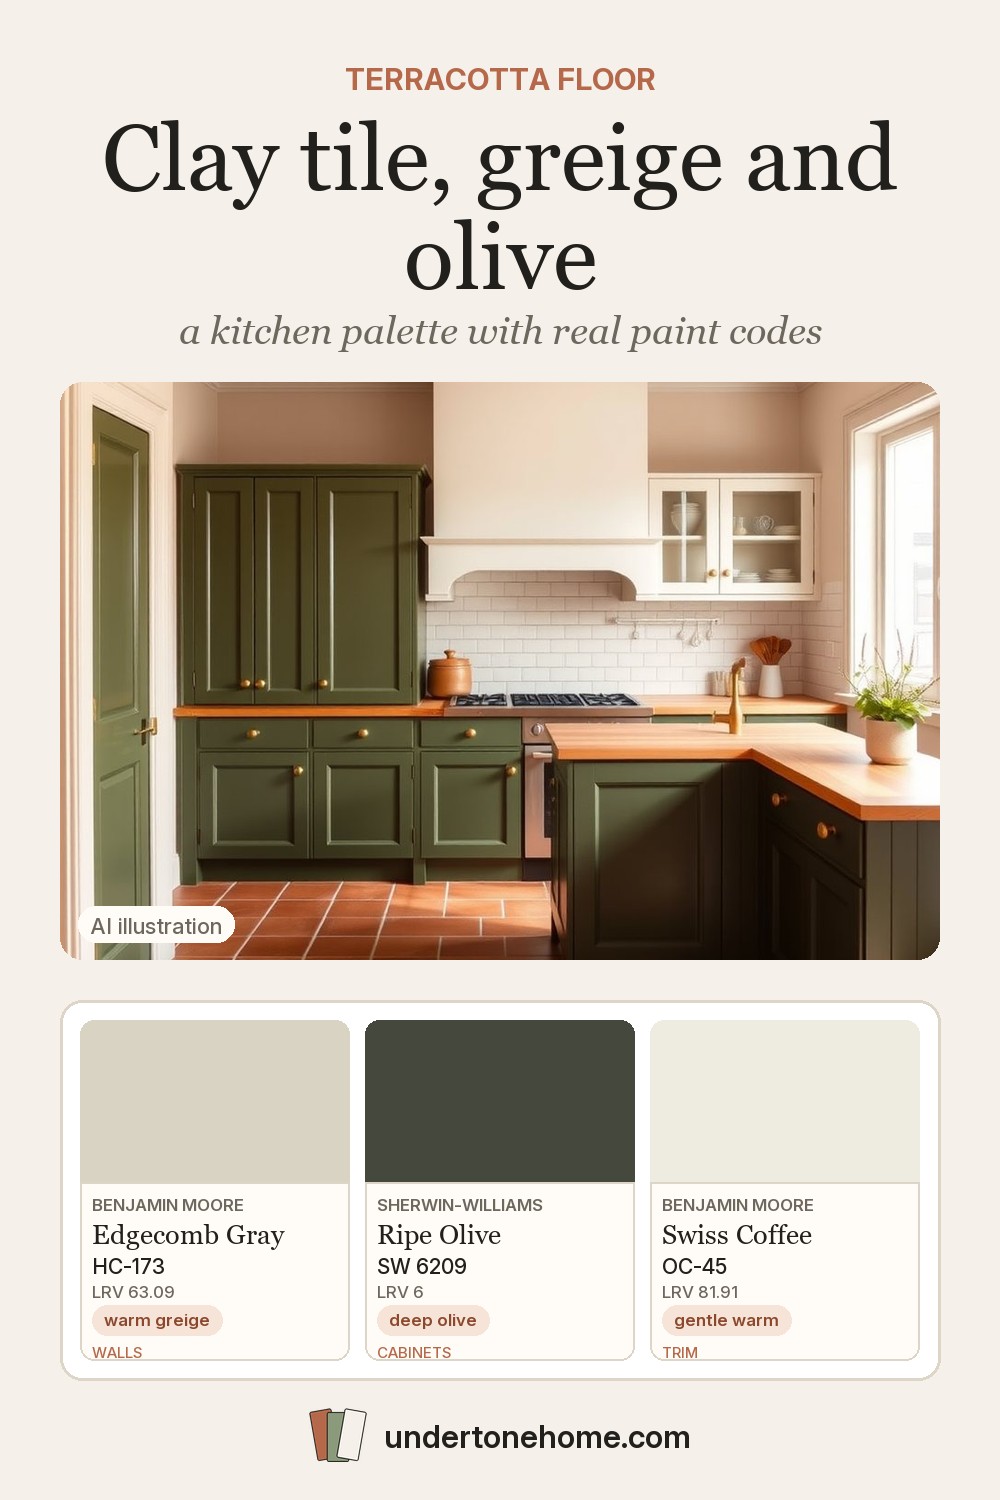 TERRACOTTA FLOOR
Clay tile, greige and
olive
a kitchen palette with real paint codes
AI illustration
BENJAMIN MOORE
Edgecomb Gray
HC-173
LRV 63.09
warm greige
WALLS
SHERWIN-WILLIAMS
Ripe Olive
SW 6209
LRV 6
deep olive
CABINETS
BENJAMIN MOORE
Swiss Coffee
OC-45
LRV 81.91
gentle warm
TRIM
undertonehome.com